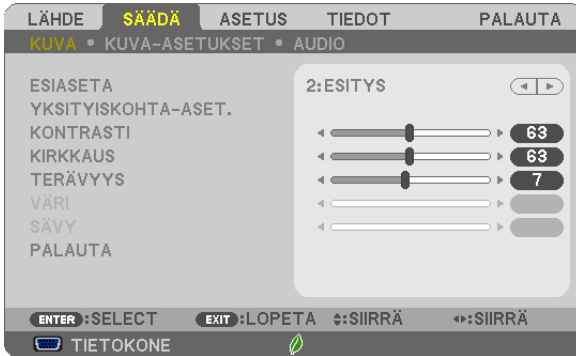 LÄHDE SÄÄDÄ ASETUS TIEDOT PALAUTA
KUVA • KUVA-ASETUKSET • AUDIO
ESIASETA 2:ESITYS
YKSITYISKOHTA-ASET.
KONTRASTI 63
KIRKKAUS 63
TERÄVYYS 7
VÄRI
SÄVY
PALAUTA
ENTER:SELECT EXIT:LOPETA :SIIRRÄ :SIIRRÄ
TIETOKONE